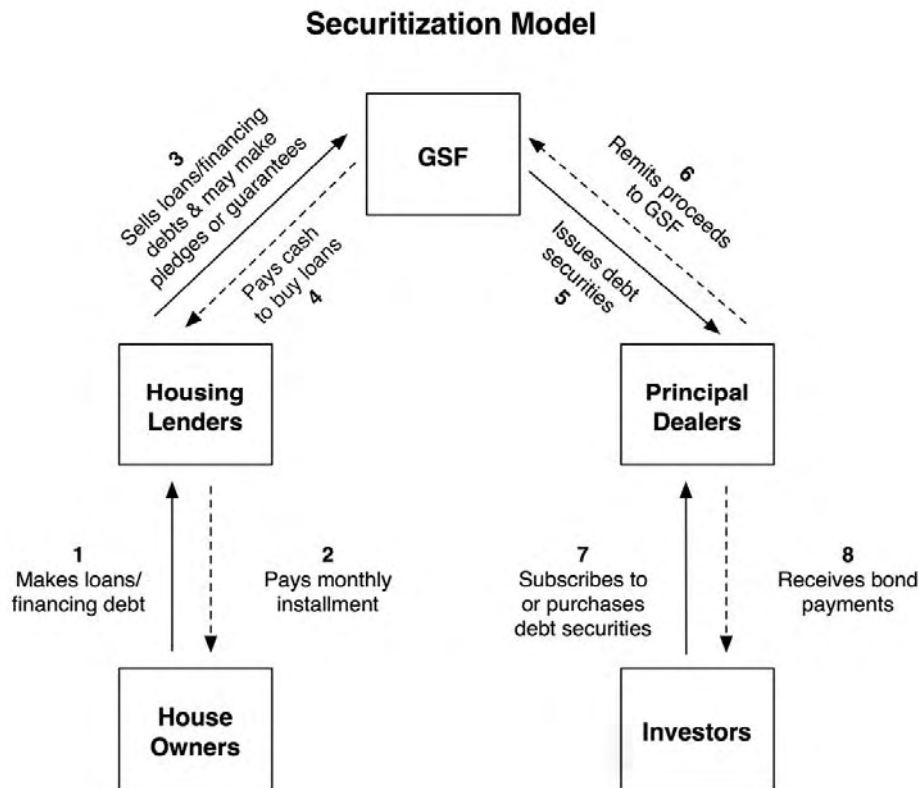 Securitization Model
GSF
3
Sells loans/financing
debts & may make
pledges or guarantees
Pays cash
to buy loans
4
6
Remits proceeds
to GSF
Issues debt
securities
5
Housing
Lenders
Principal
Dealers
1
Makes loans/
financing debt
2
Pays monthly
installment
7
Subscribes to
or purchases
debt securities
8
Receives bond
payments
House
Owners
Investors